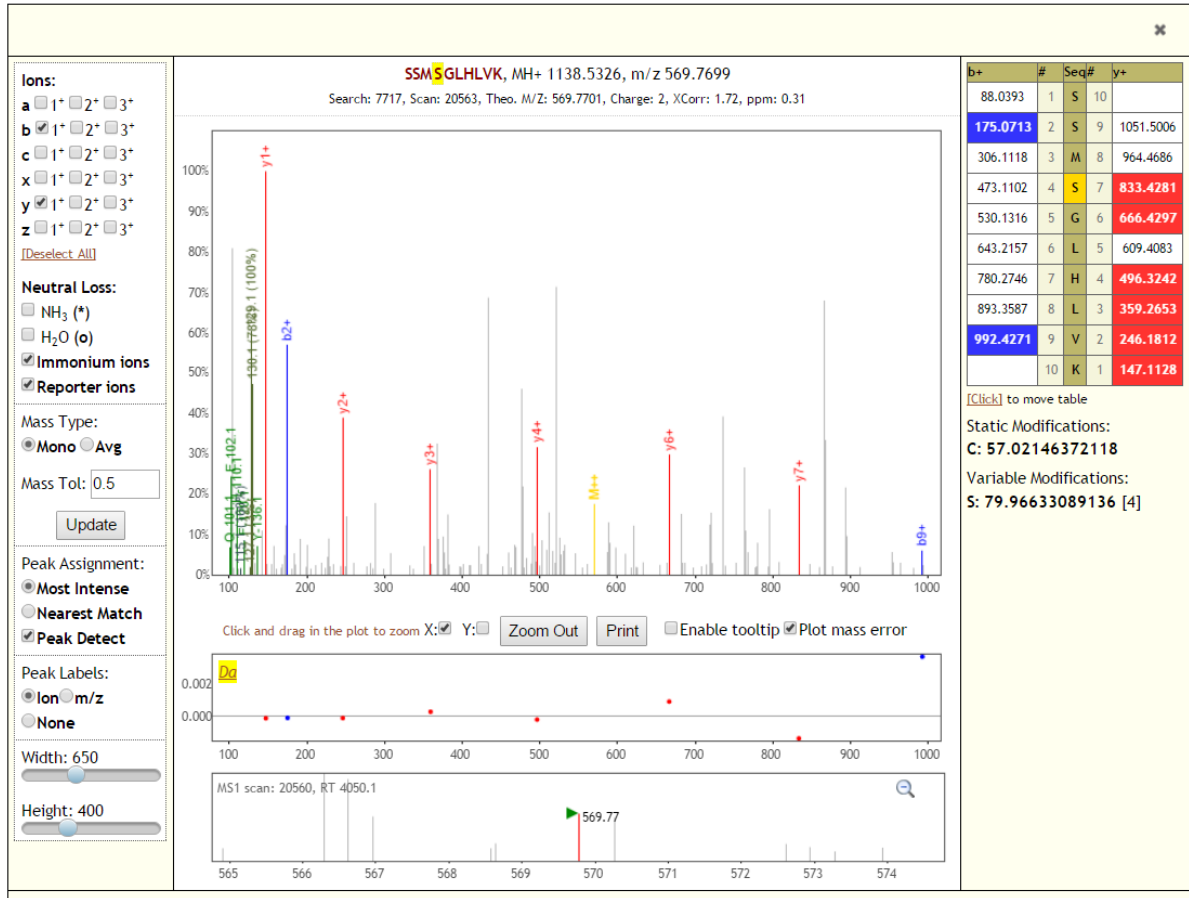 ✖
Ions:
a 1+ 2+ 3+
b 1+ 2+ 3+
c 1+ 2+ 3+
x 1+ 2+ 3+
y 1+ 2+ 3+
z 1+ 2+ 3+
[Deselect All]
Neutral Loss:
NH3 (*)
H2O (o)
Immonium ions
Reporter ions
Mass Type:
Mono Avg
Mass Tol: 0.5
Update
Peak Assignment:
Most Intense
Nearest Match
Peak Detect
Peak Labels:
Ion m/z
None
Width: 650
Height: 400
SSMSGLHLVK, MH+ 1138.5326, m/z 569.7699
Search: 7717, Scan: 20563, Theo. M/Z: 569.7701, Charge: 2, XCorr: 1.72, ppm: 0.31
100%
90%
80%
70%
60%
50%
40%
30%
20%
10%
0%
E-102.1
130.1 (78%)
129.1 (100%)
y1+
b2+
y2+
y3+
y4+
M++
y6+
y7+
b9+
100 200 300 400 500 600 700 800 900 1000
Click and drag in the plot to zoom X: Y: Zoom Out Print Enable tooltip Plot mass error
Da
0.002
0.000
100 200 300 400 500 600 700 800 900 1000
MS1 scan: 20560, RT 4050.1
569.77
565 566 567 568 569 570 571 572 573 574
b+ # Seq # y+
88.0393 1 S 10
175.0713 2 S 9 1051.5006
306.1118 3 M 8 964.4686
473.1102 4 S 7 833.4281
530.1316 5 G 6 666.4297
643.2157 6 L 5 609.4083
780.2746 7 H 4 496.3242
893.3587 8 L 3 359.2653
992.4271 9 V 2 246.1812
10 K 1 147.1128
[Click] to move table
Static Modifications:
C: 57.02146372118
Variable Modifications:
S: 79.96633089136 [4]